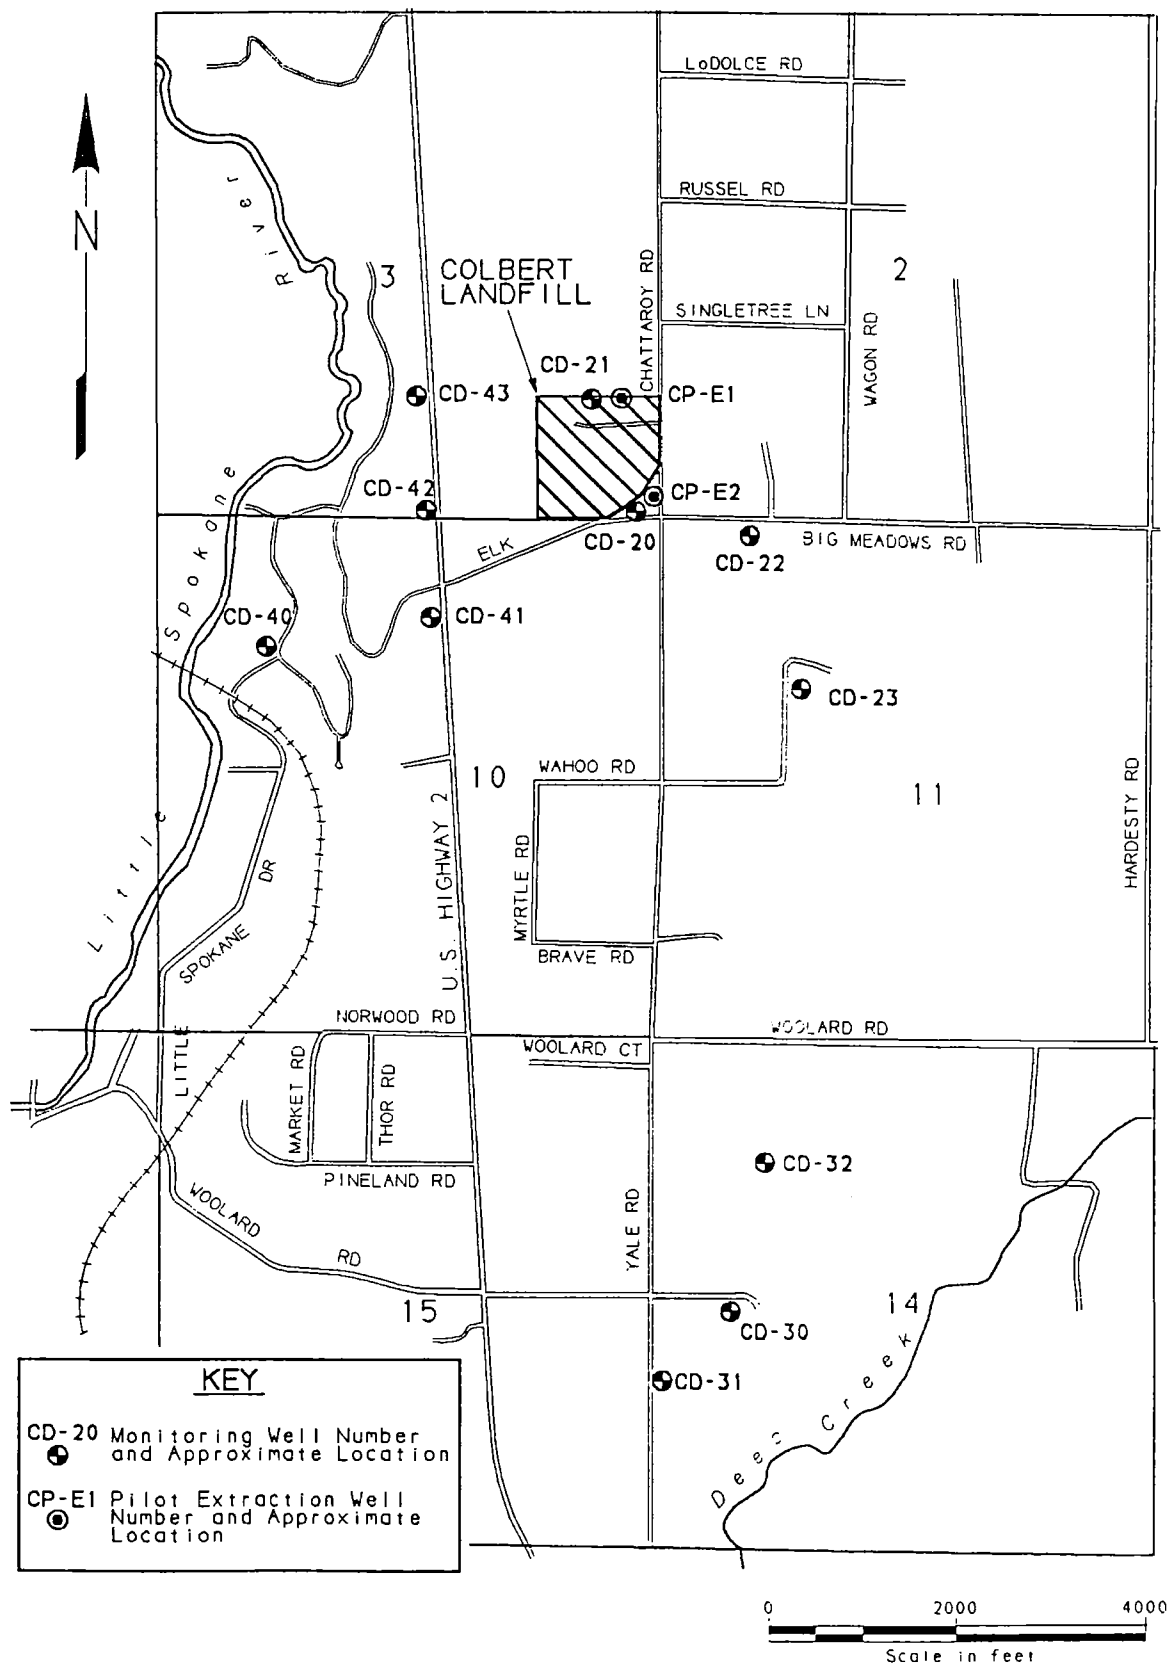 LoDOLCE RD
RUSSEL RD
N
River
3
COLBERT
LANDFILL
CHATTAROY RD
2
SINGLETREE LN
WAGON RD
CD-21
CD-43
CP-E1
CD-42
CP-E2
Spokane
ELK
CD-20
CD-22
BIG MEADOWS RD
CD-40
CD-41
CD-23
10
WAHOO RD
11
HARDESTY RD
U.S. HIGHWAY 2
Little
DR
MYRTLE RD
SPOKANE
BRAVE RD
NORWOOD RD
WOOLARD RD
WOOLARD CT
LITTLE
MARKET RD
THOR RD
CD-32
PINELAND RD
WOOLARD
RD
YALE RD
15
14
CD-30
CD-31
Deep Creek
KEY
CD-20 Monitoring Well Number
and Approximate Location
CP-E1 Pilot Extraction Well
Number and Approximate
Location
0 2000 4000
Scale in feet